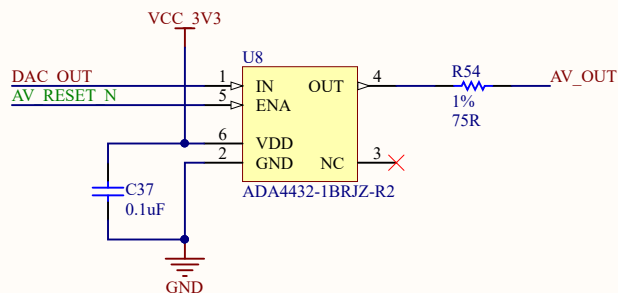 VCC_3V3
U8
DAC_OUT
1
IN
OUT
4
R54
AV_OUT
AV_RESET_N
5
ENA
1%
75R
6
VDD
2
GND
NC
3
C37
0.1uF
ADA4432-1BRJZ-R2
GND